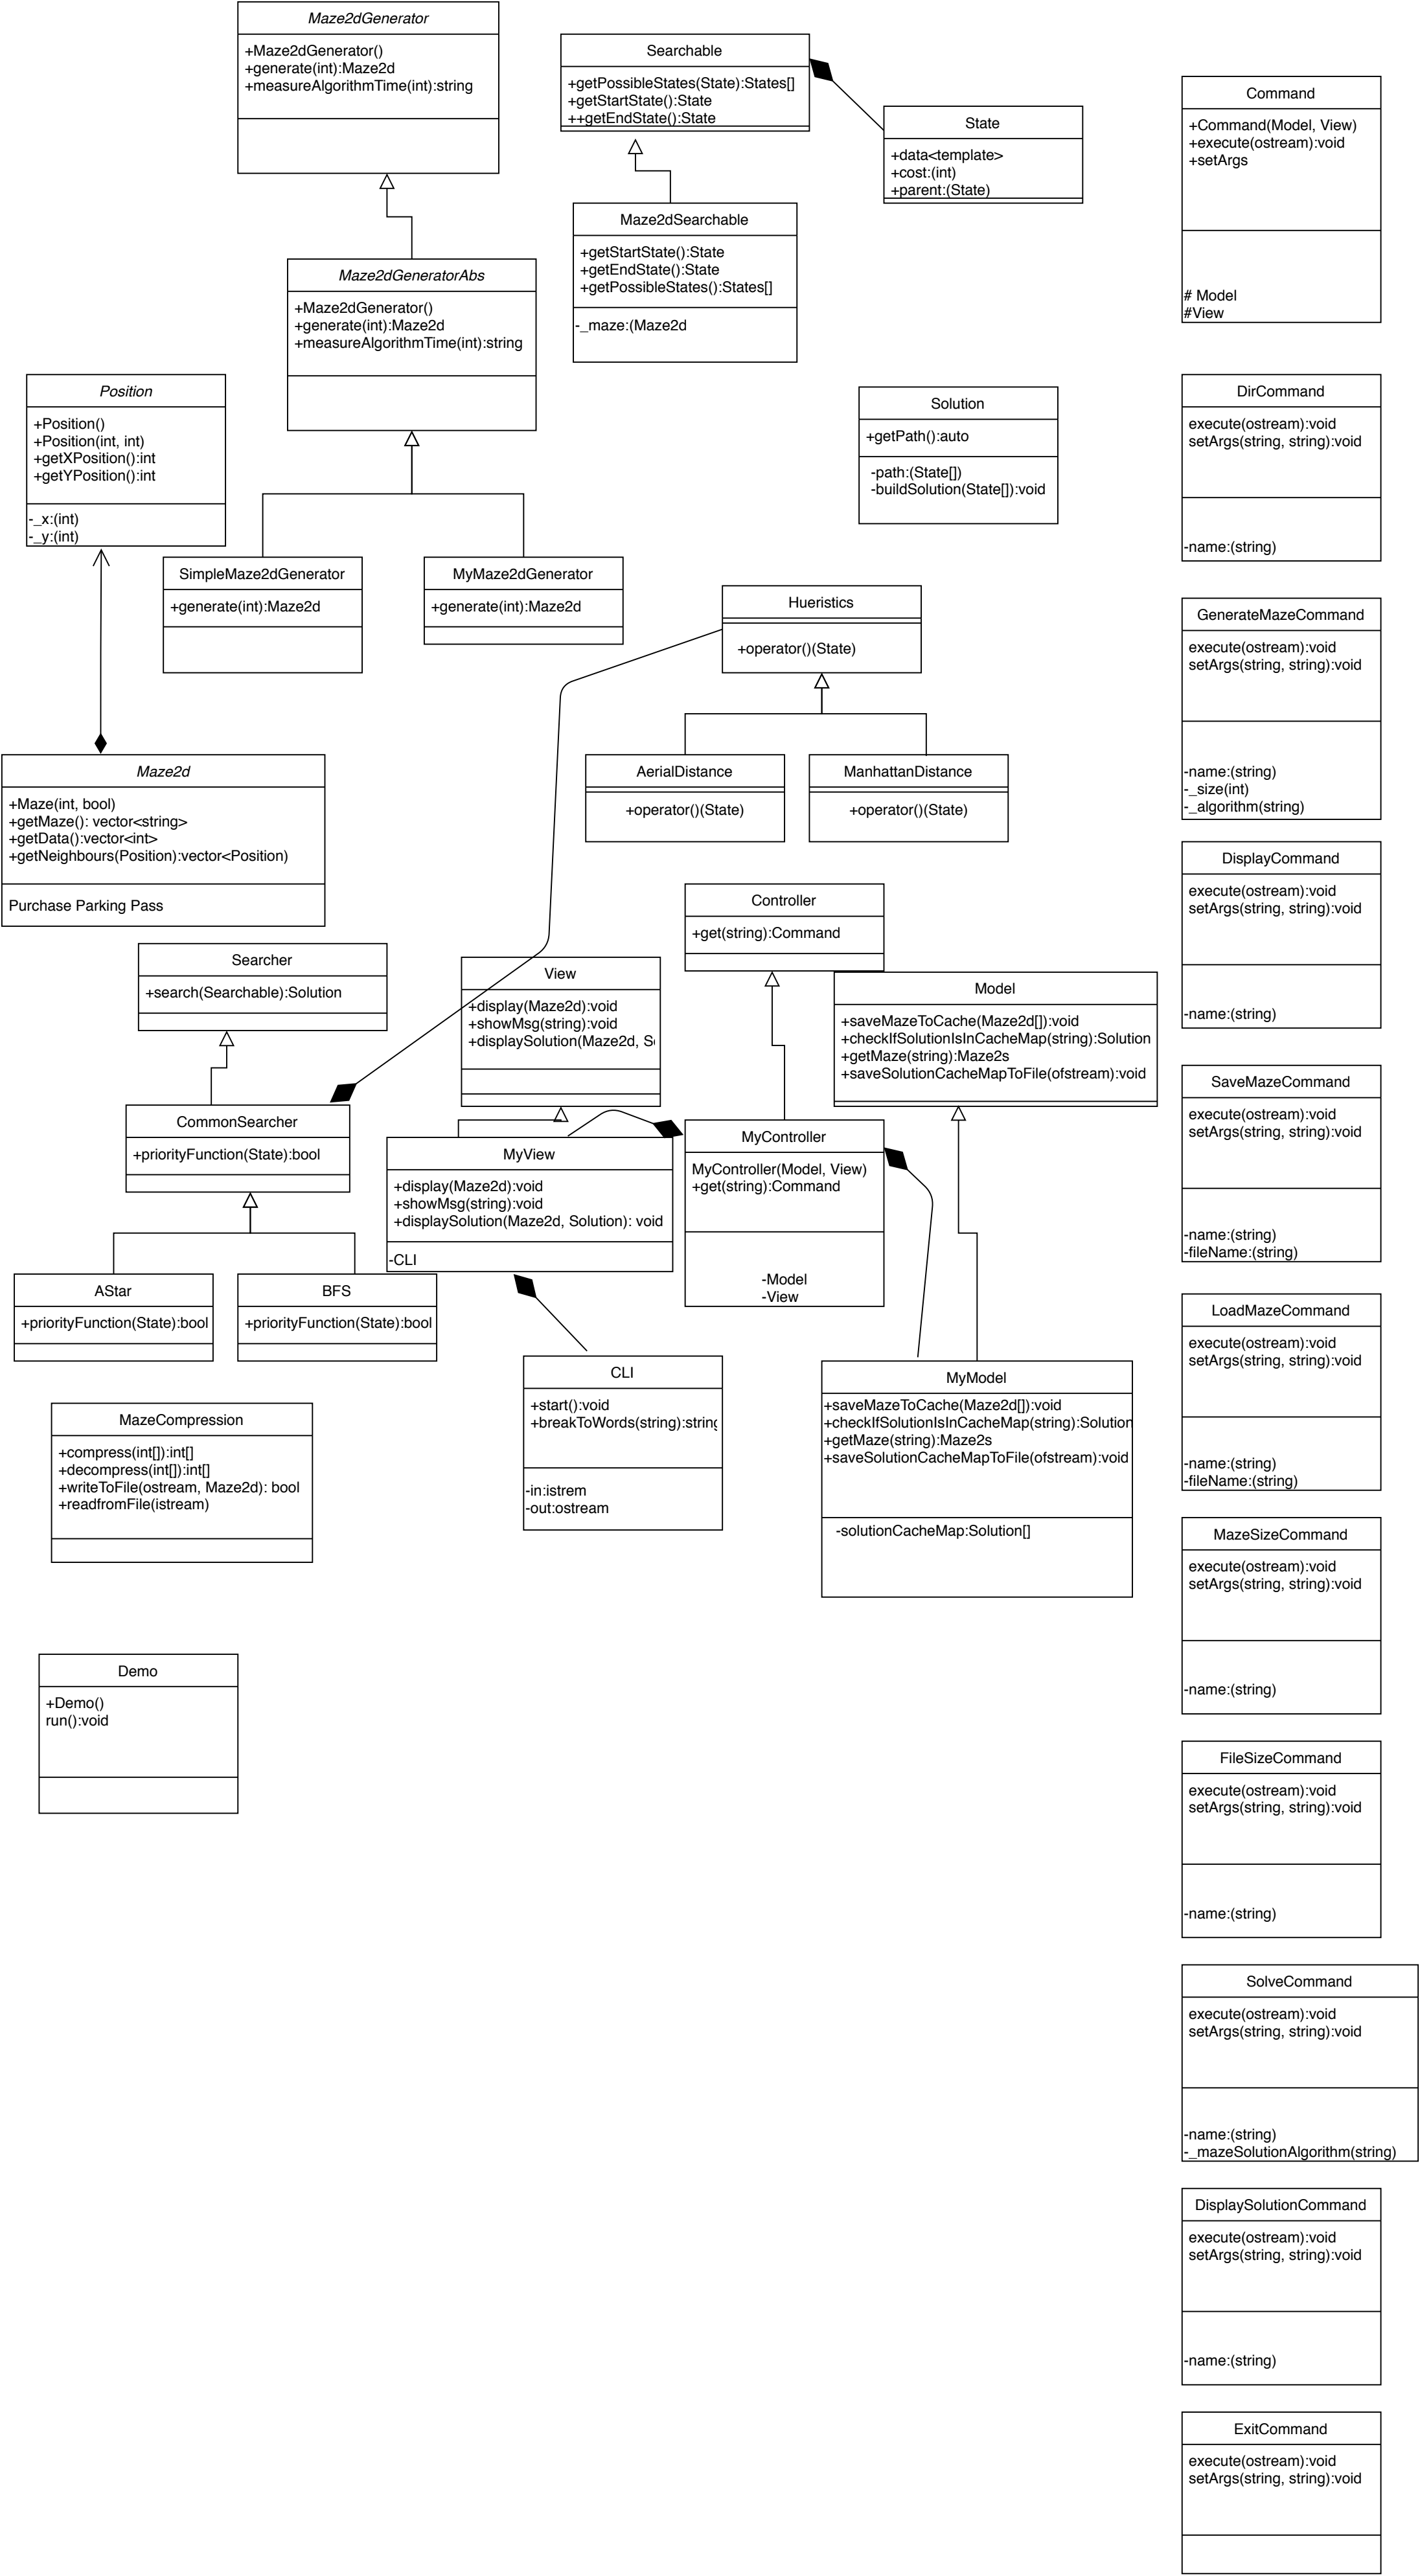 Maze2dGenerator
+Maze2dGenerator()
+generate(int):Maze2d
+measureAlgorithmTime(int):string
Searchable
+getPossibleStates(State):States[]
+getStartState():State
++getEndState():State
State
+data<template>
+cost:(int)
+parent:(State)
Maze2dSearchable
+getStartState():State
+getEndState():State
+getPossibleStates():States[]
-_maze:(Maze2d
Maze2dGeneratorAbs
+Maze2dGenerator()
+generate(int):Maze2d
+measureAlgorithmTime(int):string
Position
+Position()
+Position(int, int)
+getXPosition():int
+getYPosition():int
-_x:(int)
-_y:(int)
Solution
+getPath():auto
-path:(State[])
-buildSolution(State[]):void
SimpleMaze2dGenerator
+generate(int):Maze2d
MyMaze2dGenerator
+generate(int):Maze2d
Hueristics
+operator()(State)
AerialDistance
+operator()(State)
ManhattanDistance
+operator()(State)
Maze2d
+Maze(int, bool)
+getMaze(): vector<string>
+getData():vector<int>
+getNeighbours(Position):vector<Position)
Purchase Parking Pass
Searcher
+search(Searchable):Solution
View
+display(Maze2d):void
+showMsg(string):void
+displaySolution(Maze2d, So
Controller
+get(string):Command
Model
+saveMazeToCache(Maze2d[]):void
+checkIfSolutionIsInCacheMap(string):Solution
+getMaze(string):Maze2s
+saveSolutionCacheMapToFile(ofstream):void
CommonSearcher
+priorityFunction(State):bool
MyView
+display(Maze2d):void
+showMsg(string):void
+displaySolution(Maze2d, Solution): void
-CLI
MyController
MyController(Model, View)
+get(string):Command
-Model
-View
AStar
+priorityFunction(State):bool
BFS
+priorityFunction(State):bool
CLI
+start():void
+breakToWords(string):string
-in:istrem
-out:ostream
MyModel
+saveMazeToCache(Maze2d[]):void
+checkIfSolutionIsInCacheMap(string):Solution
+getMaze(string):Maze2s
+saveSolutionCacheMapToFile(ofstream):void
-solutionCacheMap:Solution[]
MazeCompression
+compress(int[]):int[]
+decompress(int[]):int[]
+writeToFile(ostream, Maze2d): bool
+readfromFile(istream)
Demo
+Demo()
run():void
Command
+Command(Model, View)
+execute(ostream):void
+setArgs
# Model
#View
DirCommand
execute(ostream):void
setArgs(string, string):void
-name:(string)
GenerateMazeCommand
execute(ostream):void
setArgs(string, string):void
-name:(string)
-_size(int)
-_algorithm(string)
DisplayCommand
execute(ostream):void
setArgs(string, string):void
-name:(string)
SaveMazeCommand
execute(ostream):void
setArgs(string, string):void
-name:(string)
-fileName:(string)
LoadMazeCommand
execute(ostream):void
setArgs(string, string):void
-name:(string)
-fileName:(string)
MazeSizeCommand
execute(ostream):void
setArgs(string, string):void
-name:(string)
FileSizeCommand
execute(ostream):void
setArgs(string, string):void
-name:(string)
SolveCommand
execute(ostream):void
setArgs(string, string):void
-name:(string)
-_mazeSolutionAlgorithm(string)
DisplaySolutionCommand
execute(ostream):void
setArgs(string, string):void
-name:(string)
ExitCommand
execute(ostream):void
setArgs(string, string):void